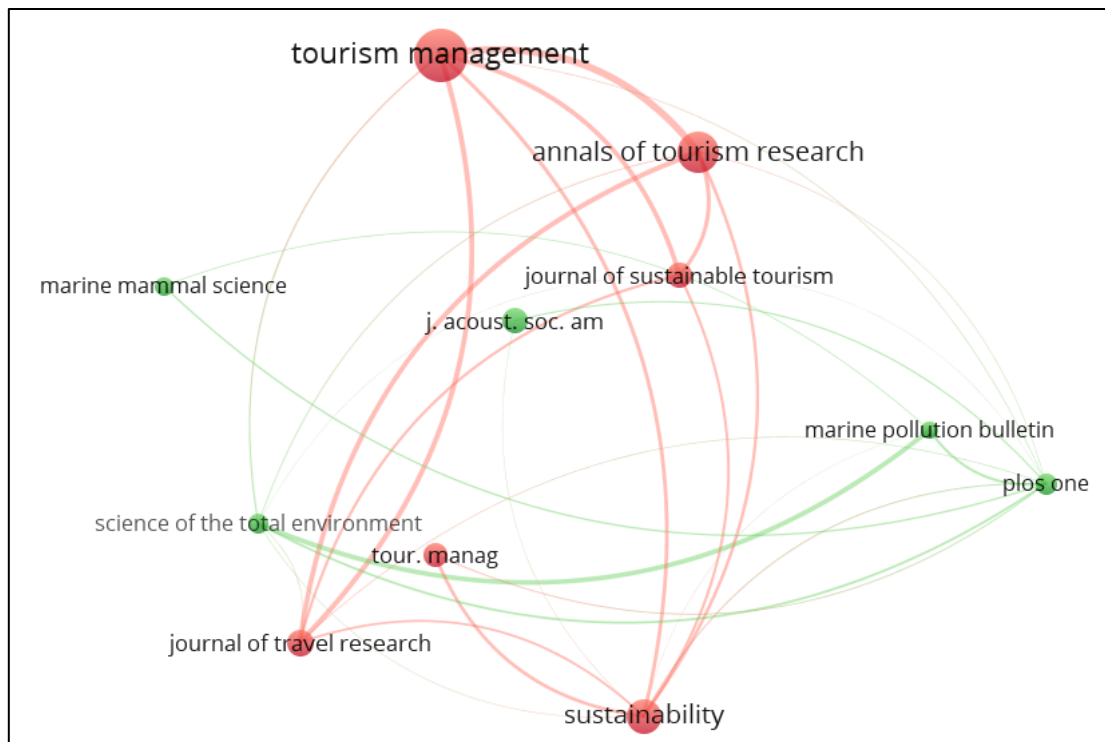 tourism management
annals of tourism research
journal of sustainable tourism
marine mammal science
j. acoust. soc. am
marine pollution bulletin
plos one
science of the total environment
tour. manag
journal of travel research
sustainability